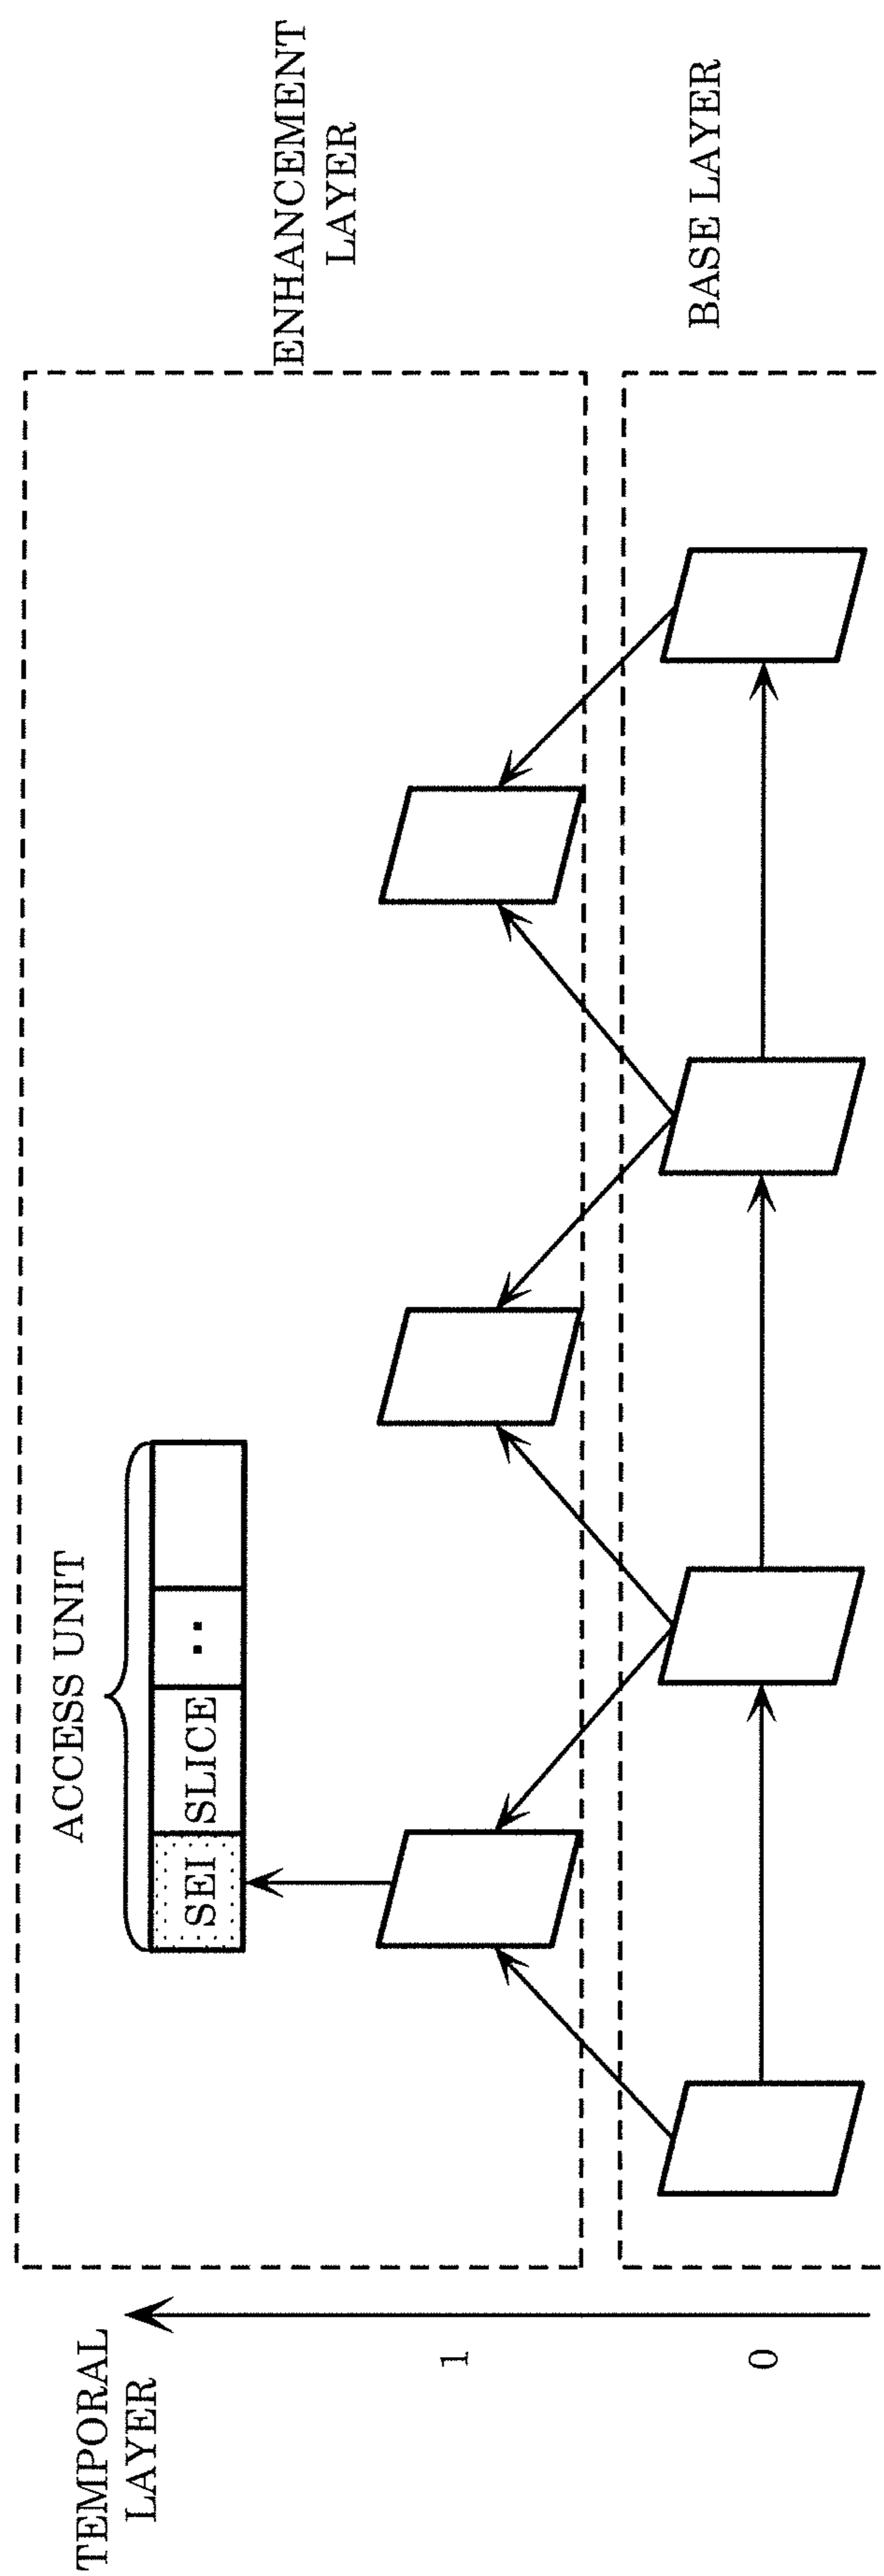 TEMPORAL
LAYER
ACCESS UNIT
SEI
SLICE
..
1
0
ENHANCEMENT
LAYER
BASE LAYER